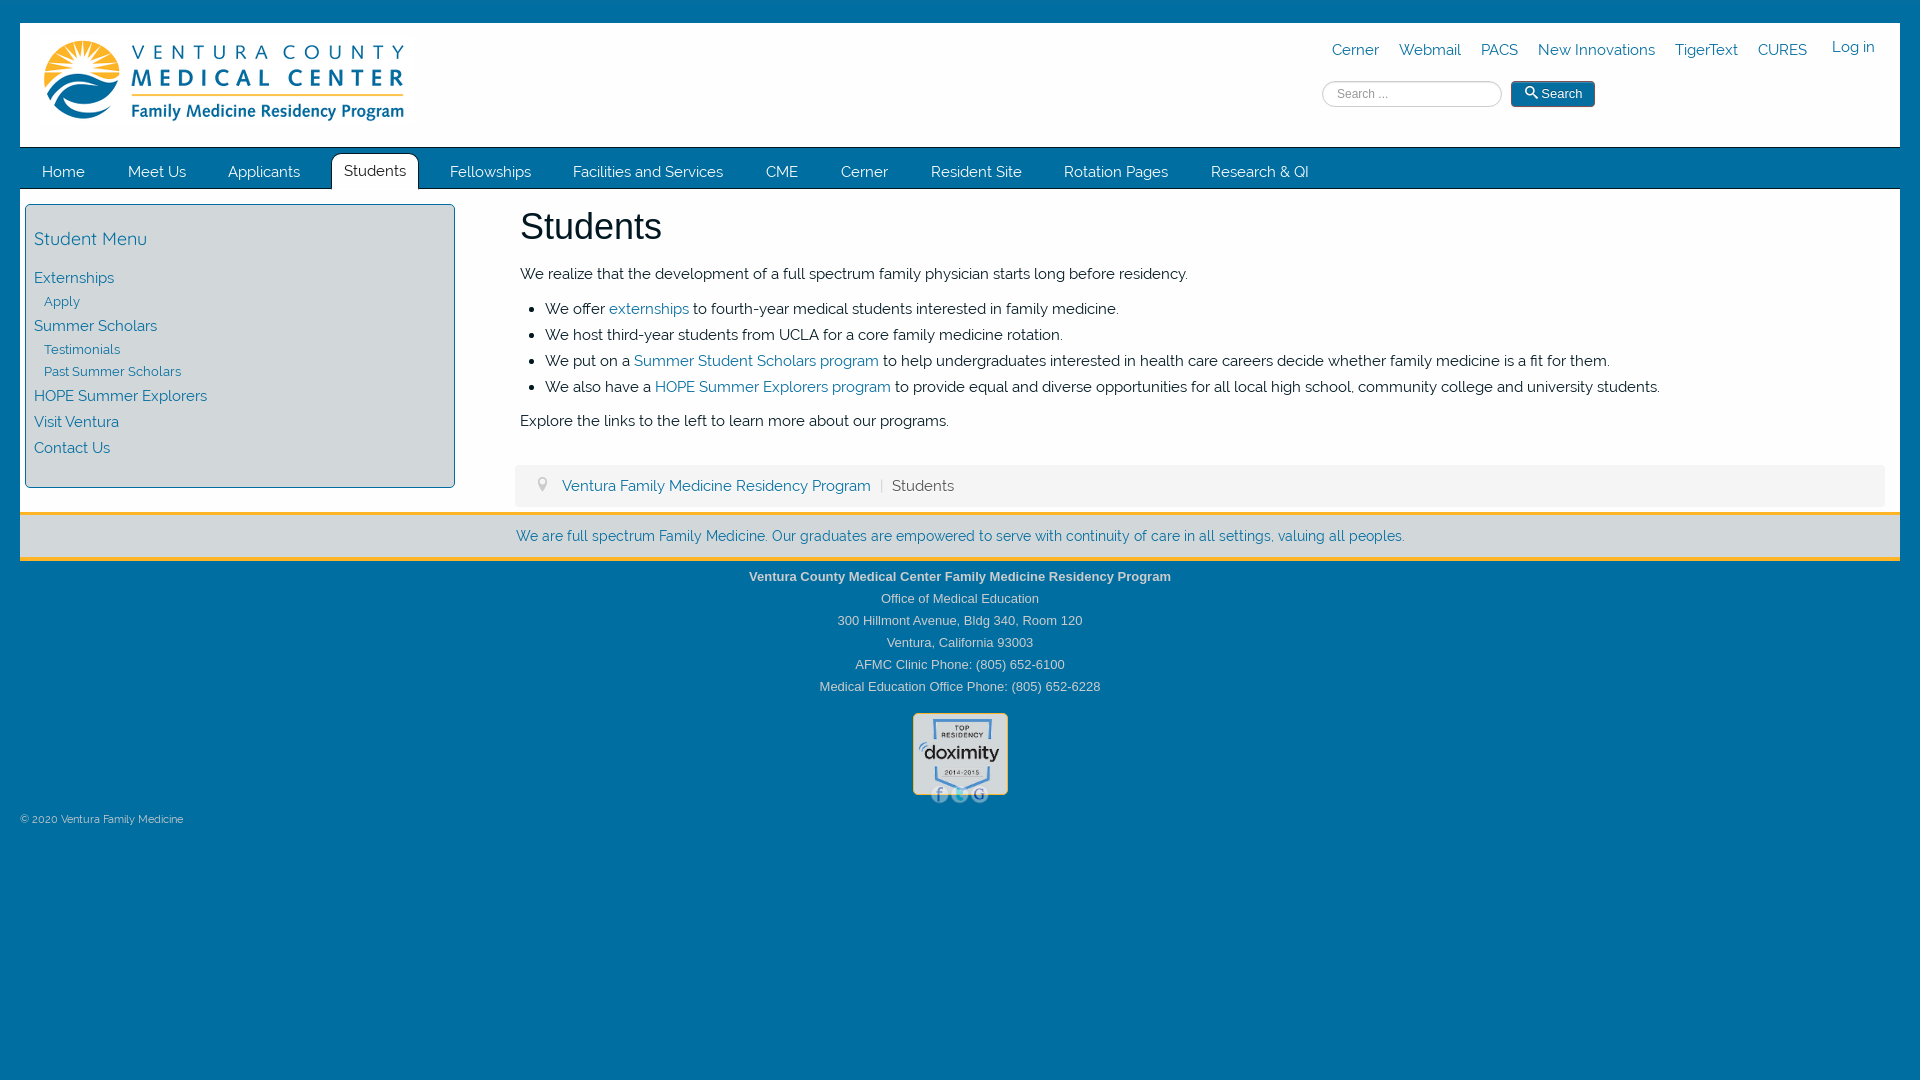 VENTURA COUNTY
MEDICAL CENTER
Family Medicine Residency Program
Cerner Webmail PACS New Innovations TigerText CURES Log in
Search ... Search
Home Meet Us Applicants Students Fellowships Facilities and Services CME Cerner Resident Site Rotation Pages Research & QI
Student Menu
Externships
Apply
Summer Scholars
Testimonials
Past Summer Scholars
HOPE Summer Explorers
Visit Ventura
Contact Us
Students
We realize that the development of a full spectrum family physician starts long before residency.
We offer externships to fourth-year medical students interested in family medicine.
We host third-year students from UCLA for a core family medicine rotation.
We put on a Summer Student Scholars program to help undergraduates interested in health care careers decide whether family medicine is a fit for them.
We also have a HOPE Summer Explorers program to provide equal and diverse opportunities for all local high school, community college and university students.
Explore the links to the left to learn more about our programs.
Ventura Family Medicine Residency Program | Students
We are full spectrum Family Medicine. Our graduates are empowered to serve with continuity of care in all settings, valuing all peoples.
Ventura County Medical Center Family Medicine Residency Program
Office of Medical Education
300 Hillmont Avenue, Bldg 340, Room 120
Ventura, California 93003
AFMC Clinic Phone: (805) 652-6100
Medical Education Office Phone: (805) 652-6228
TOP
RESIDENCY
doximity
2014-2015
f t G
© 2020 Ventura Family Medicine